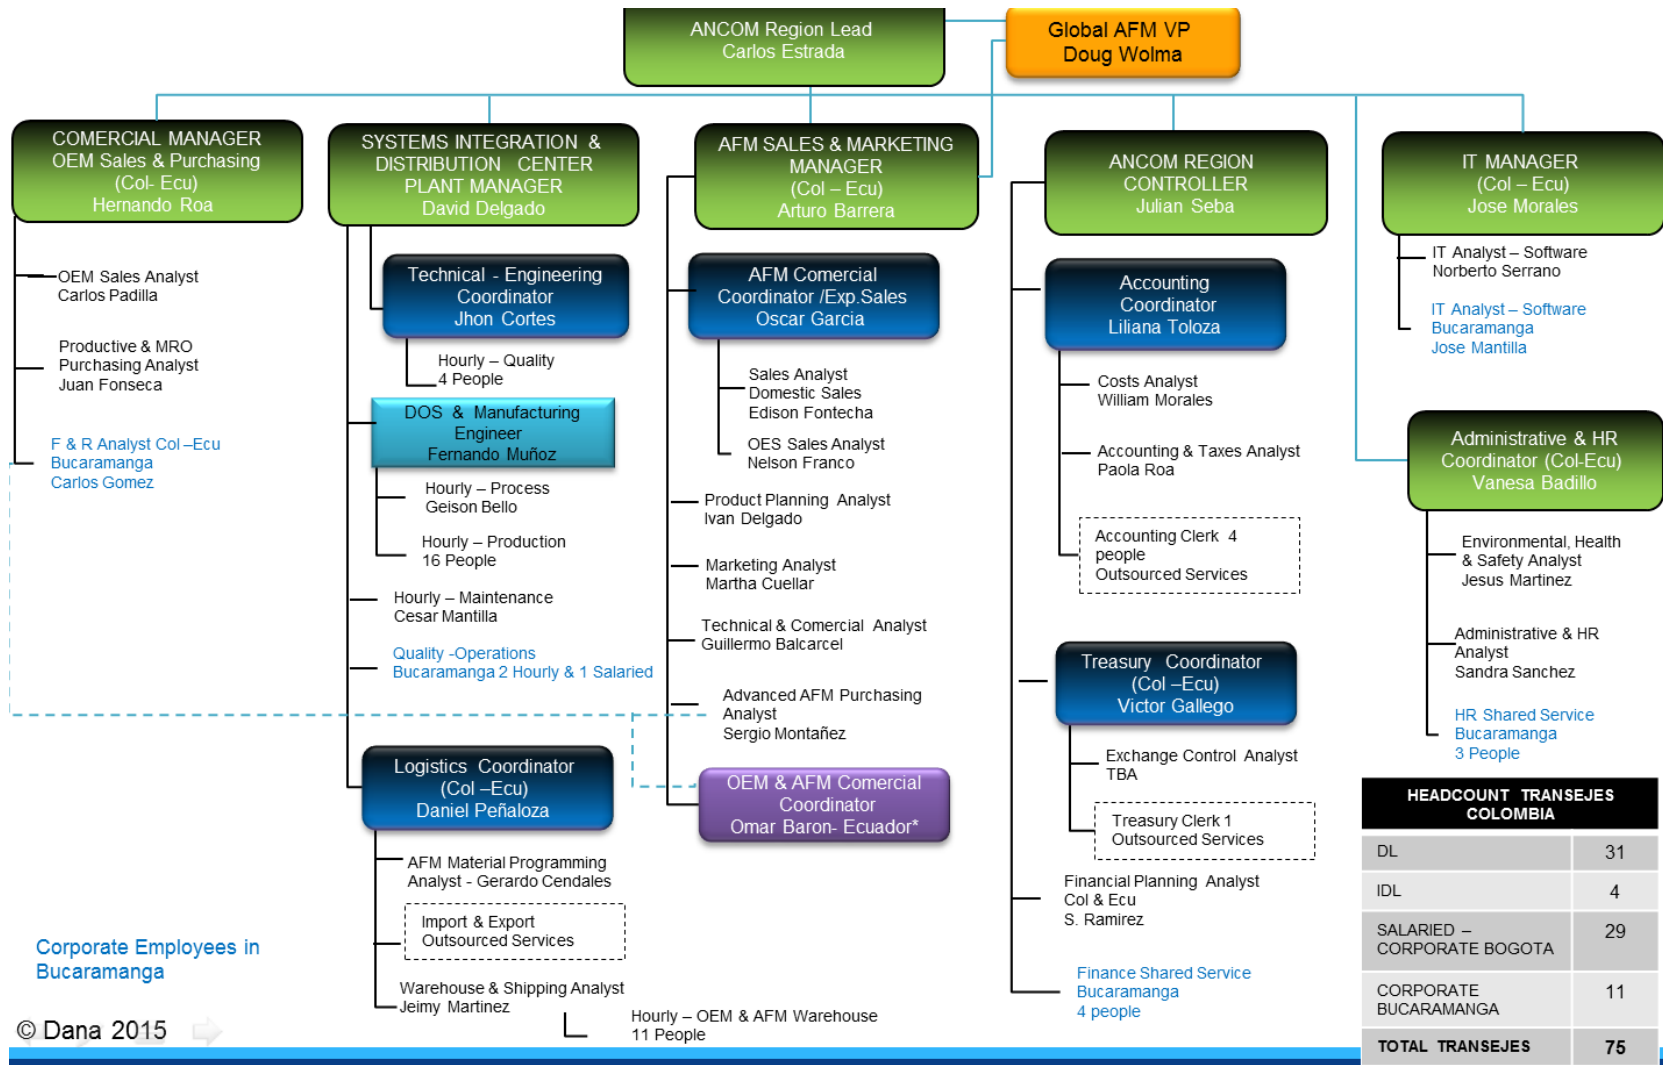 ANCOM Region Lead
Carlos Estrada
Global AFM VP
Doug Wolma
COMERCIAL MANAGER
OEM Sales & Purchasing
(Col- Ecu)
Hernando Roa
OEM Sales Analyst
Carlos Padilla
Productive & MRO
Purchasing Analyst
Juan Fonseca
F & R Analyst Col –Ecu
Bucaramanga
Carlos Gomez
SYSTEMS INTEGRATION &
DISTRIBUTION CENTER
PLANT MANAGER
David Delgado
Technical - Engineering
Coordinator
Jhon Cortes
Hourly – Quality
4 People
DOS & Manufacturing
Engineer
Fernando Muñoz
Hourly – Process
Geison Bello
Hourly – Production
16 People
Hourly – Maintenance
Cesar Mantilla
Quality -Operations
Bucaramanga 2 Hourly & 1 Salaried
Logistics Coordinator
(Col –Ecu)
Daniel Peñaloza
AFM Material Programming
Analyst - Gerardo Cendales
Import & Export
Outsourced Services
Warehouse & Shipping Analyst
Jeimy Martinez
Hourly – OEM & AFM Warehouse
11 People
AFM SALES & MARKETING
MANAGER
(Col – Ecu)
Arturo Barrera
AFM Comercial
Coordinator /Exp.Sales
Oscar Garcia
Sales Analyst
Domestic Sales
Edison Fontecha
OES Sales Analyst
Nelson Franco
Product Planning Analyst
Ivan Delgado
Marketing Analyst
Martha Cuellar
Technical & Comercial Analyst
Guillermo Balcarcel
Advanced AFM Purchasing
Analyst
Sergio Montañez
OEM & AFM Comercial
Coordinator
Omar Baron- Ecuador*
ANCOM REGION
CONTROLLER
Julian Seba
Accounting
Coordinator
Liliana Toloza
Costs Analyst
William Morales
Accounting & Taxes Analyst
Paola Roa
Accounting Clerk 4
people
Outsourced Services
Treasury Coordinator
(Col –Ecu)
Victor Gallego
Exchange Control Analyst
TBA
Treasury Clerk 1
Outsourced Services
Financial Planning Analyst
Col & Ecu
S. Ramirez
Finance Shared Service
Bucaramanga
4 people
IT MANAGER
(Col – Ecu)
Jose Morales
IT Analyst – Software
Norberto Serrano
IT Analyst – Software
Bucaramanga
Jose Mantilla
Administrative & HR
Coordinator (Col-Ecu)
Vanesa Badillo
Environmental, Health
& Safety Analyst
Jesus Martinez
Administrative & HR
Analyst
Sandra Sanchez
HR Shared Service
Bucaramanga
3 People
HEADCOUNT TRANSEJES
COLOMBIA
DL 31
IDL 4
SALARIED – 29
CORPORATE BOGOTA
CORPORATE 11
BUCARAMANGA
TOTAL TRANSEJES 75
Corporate Employees in
Bucaramanga
© Dana 2015